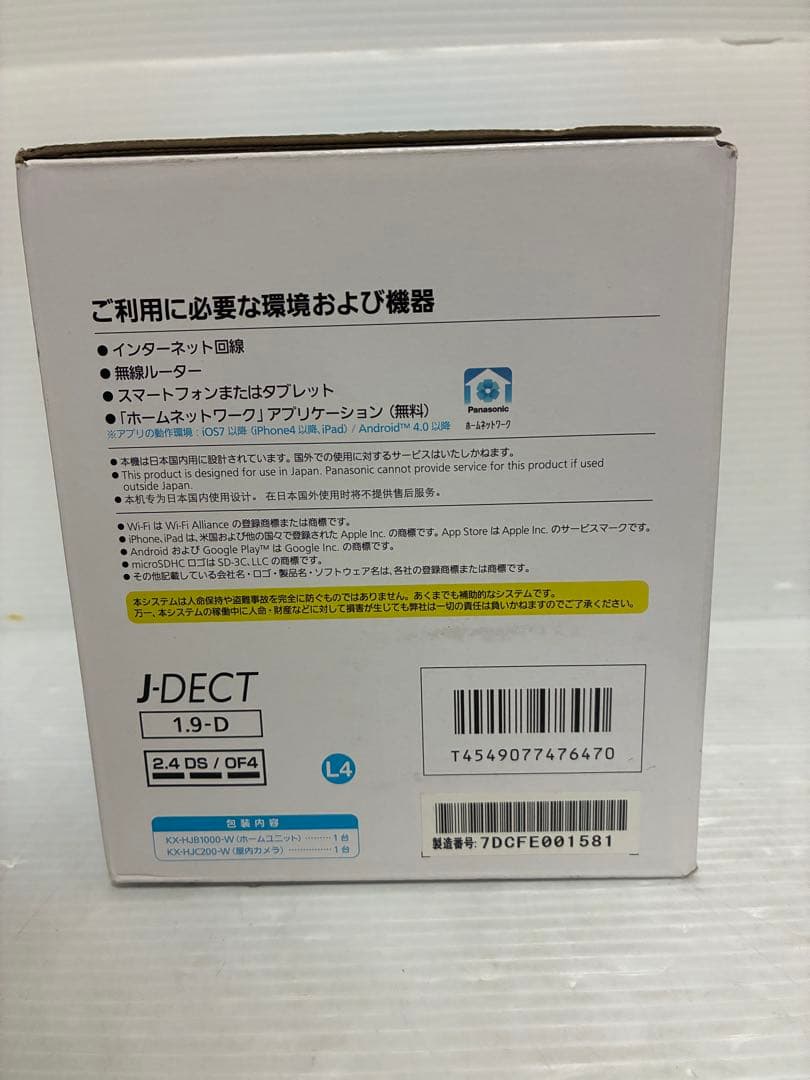 ご利用に必要な環境および機器
● インターネット回線
● 無線ルーター
● スマートフォンまたはタブレット
● 「ホームネットワーク」アプリケーション（無料）
※アプリの動作環境：iOS7 以降（iPhone4 以降、iPad）/ Android™ 4.0 以降
Panasonic
ホームネットワーク
● 本機は日本国内用に設計されています。国外での使用に対するサービスはいたしかねます。
● This product is designed for use in Japan. Panasonic cannot provide service for this product if used
outside Japan.
● 本机专为日本国内使用设计。 在日本国外使用时将不提供售后服务。
● Wi-Fi は Wi-Fi Alliance の登録商標または商標です。
● iPhone、iPad は、米国および他の国々で登録された Apple Inc. の商標です。App Store は Apple Inc. のサービスマークです。
● Android および Google Play™ は Google Inc. の商標です。
● microSDHC ロゴは SD-3C, LLC の商標です。
● その他記載している会社名・ロゴ・製品名・ソフトウェア名は、各社の登録商標または商標です。
本システムは人命保持や盗難事故を完全に防ぐものではありません。あくまでも補助的なシステムです。
万一、本システムの稼働中に人命・財産などに対して損害が生じても弊社は一切の責任は負いかねますのでご了承ください。
J-DECT
1.9-D
2.4 DS / OF4
L4
T4549077476470
包装内容
KX-HJB1000-W（ホームユニット）………1台
KX-HJC200-W（屋内カメラ）……………1台
製造番号: 7DCFE001581